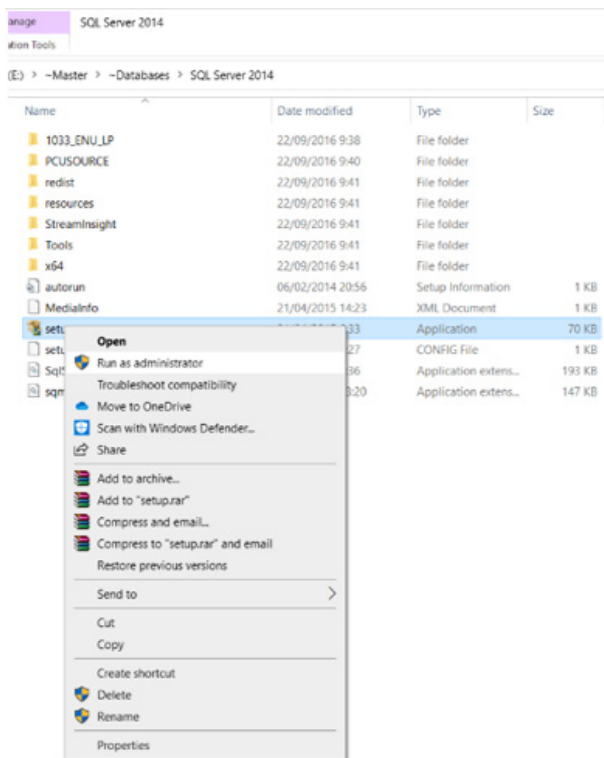 anage SQL Server 2014
ation Tools
(E:) > ~Master > ~Databases > SQL Server 2014
Name Date modified Type Size
1033_ENU_LP 22/09/2016 9:38 File folder
PCUSOURCE 22/09/2016 9:40 File folder
redist 22/09/2016 9:41 File folder
resources 22/09/2016 9:41 File folder
StreamInsight 22/09/2016 9:41 File folder
Tools 22/09/2016 9:41 File folder
x64 22/09/2016 9:41 File folder
autorun 06/02/2014 20:56 Setup Information 1 KB
MediaInfo 21/04/2015 14:23 XML Document 1 KB
setu :33 Application 70 KB
setu :27 CONFIG File 1 KB
SqlS :36 Application extens... 193 KB
sqm 3:20 Application extens... 147 KB
Open
Run as administrator
Troubleshoot compatibility
Move to OneDrive
Scan with Windows Defender...
Share
Add to archive...
Add to "setup.rar"
Compress and email...
Compress to "setup.rar" and email
Restore previous versions
Send to >
Cut
Copy
Create shortcut
Delete
Rename
Properties